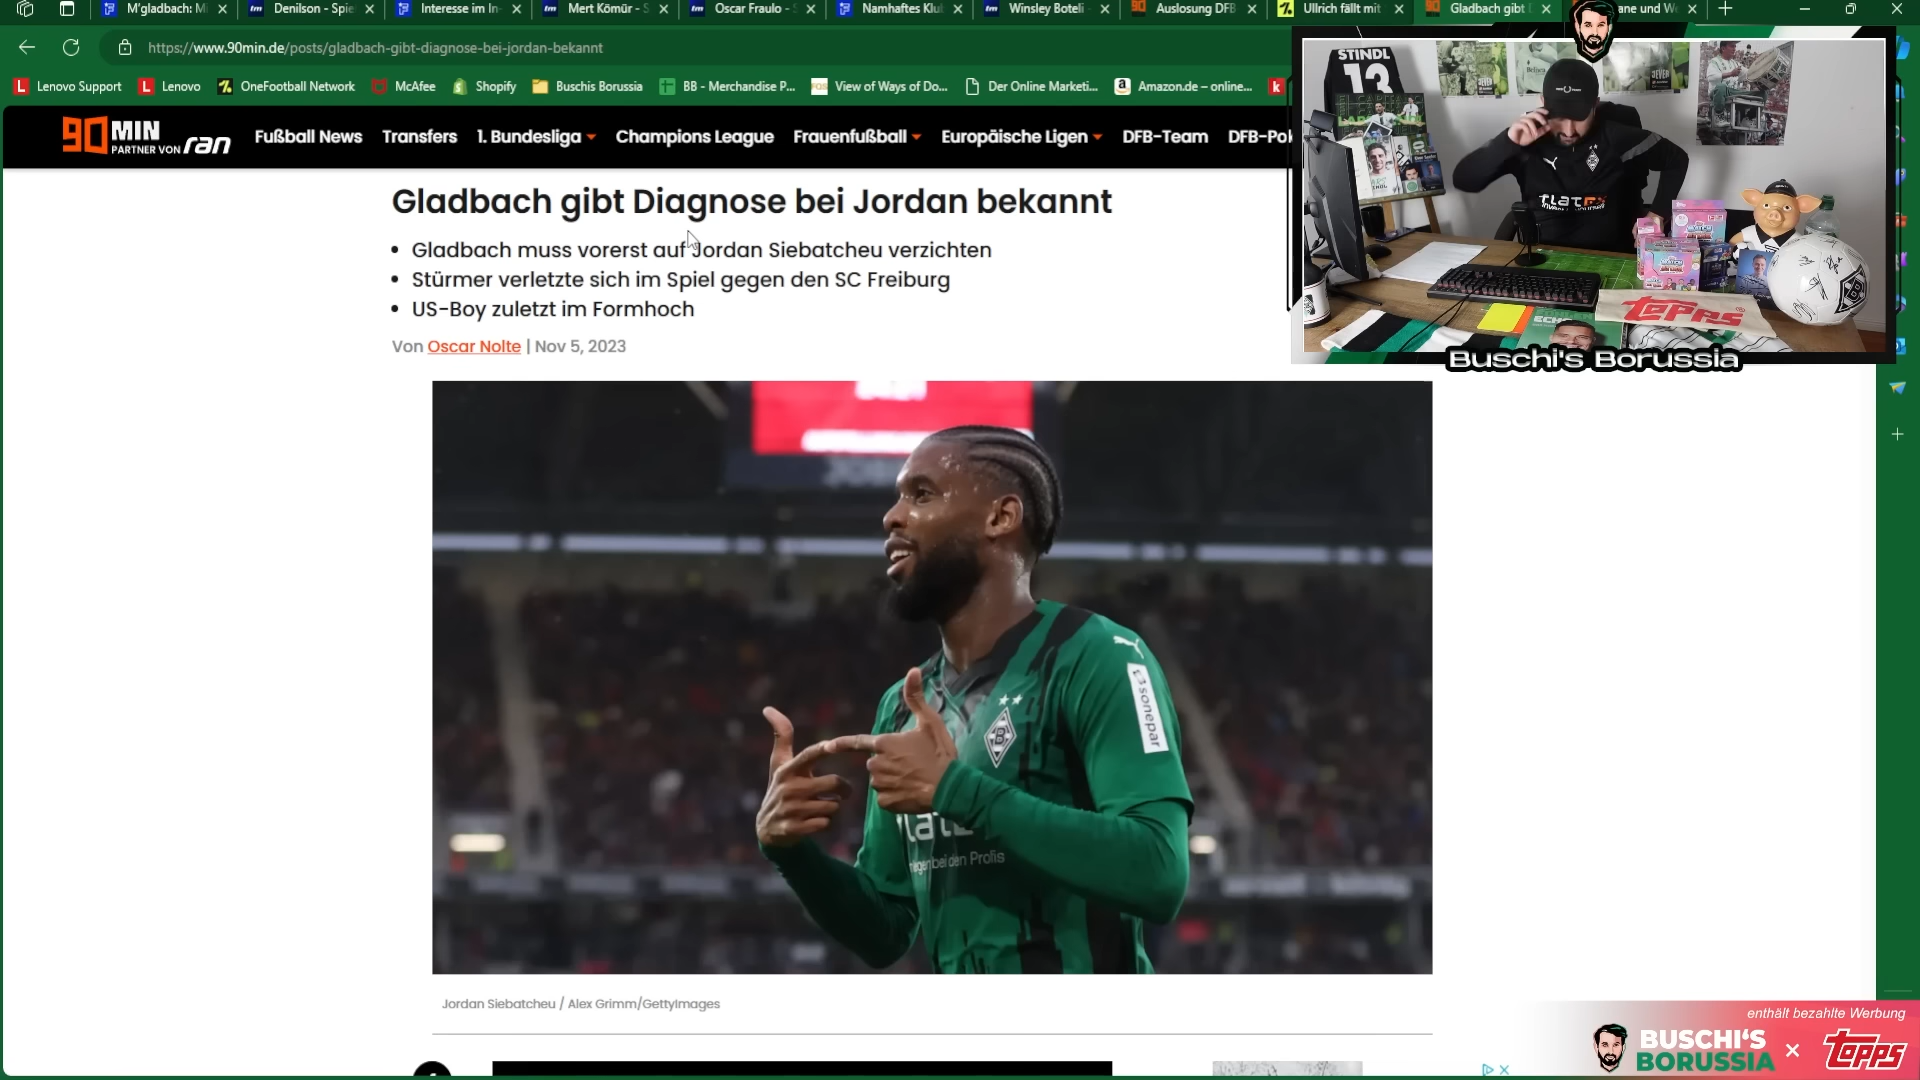 M'gladbach: M
Denilson - Spie
Interesse im In
Mert Kömür - S
Oscar Fraulo - S
Namhaftes Klu
Winsley Boteli -
Auslosung DFB
Ullrich fällt mit
Gladbach gibt D
ane und W
https://www.90min.de/posts/gladbach-gibt-diagnose-bei-jordan-bekannt
Lenovo Support
Lenovo
OneFootball Network
McAfee
Shopify
Buschis Borussia
BB - Merchandise P...
View of Ways of Do...
Der Online Marketi...
Amazon.de – online...
90MIN
PARTNER VON ran
Fußball News
Transfers
1. Bundesliga
Champions League
Frauenfußball
Europäische Ligen
DFB-Team
DFB-Pok
Gladbach gibt Diagnose bei Jordan bekannt
• Gladbach muss vorerst auf Jordan Siebatcheu verzichten
• Stürmer verletzte sich im Spiel gegen den SC Freiburg
• US-Boy zuletzt im Formhoch
Von Oscar Nolte | Nov 5, 2023
STINDL
13
flatex
topps
Buschi's Borussia
sonepar
Jordan Siebatcheu / Alex Grimm/GettyImages
enthält bezahlte Werbung
BUSCHI'S
BORUSSIA
×
topps